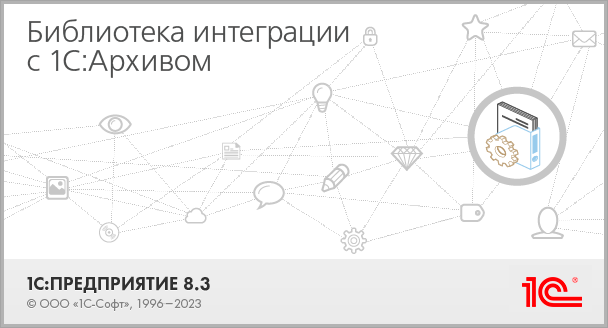 Библиотека интеграции
с 1С:Архивом
1С:ПРЕДПРИЯТИЕ 8.3
© ООО «1С-Софт», 1996–2023
1С®